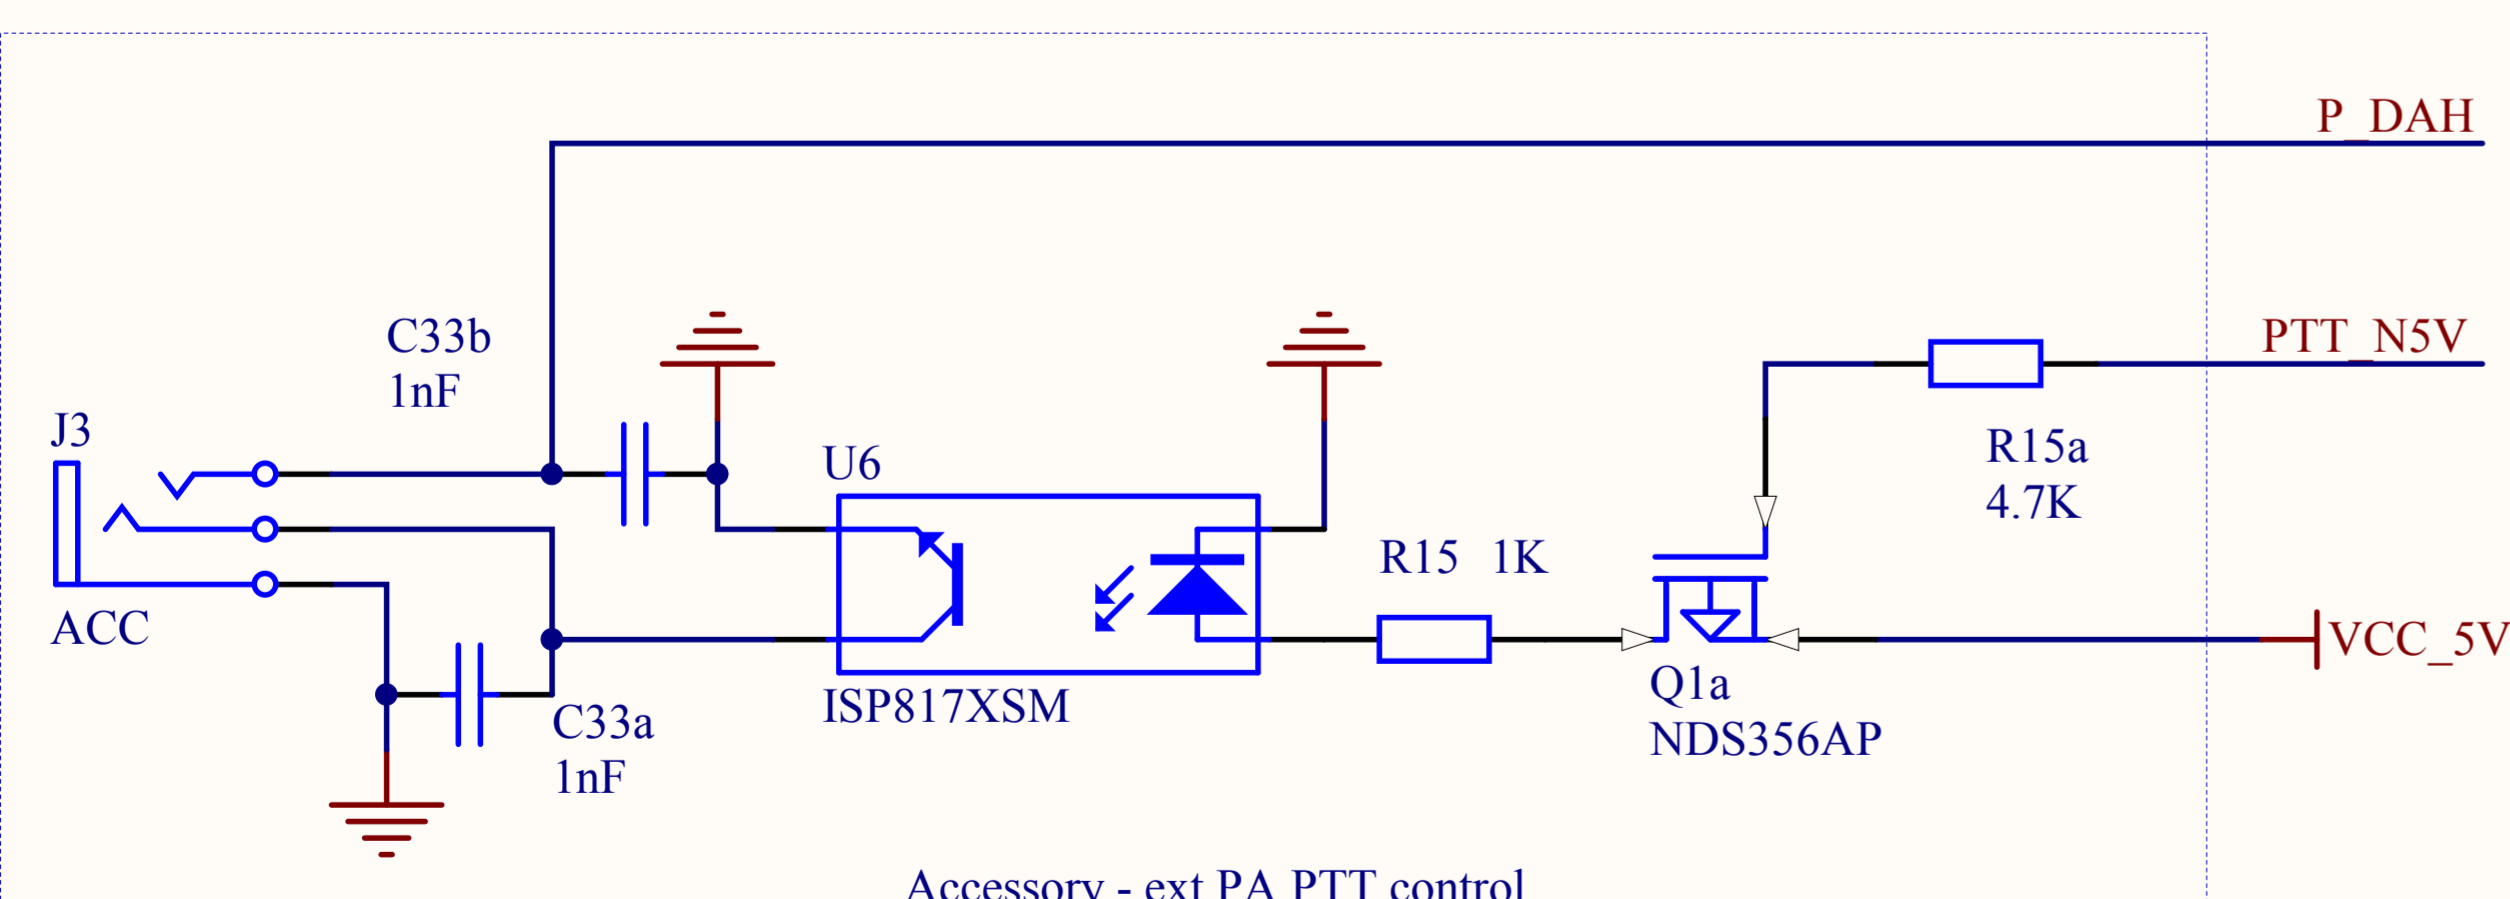 P_DAH
C33b
1nF
PTT_N5V
J3
U6
R15a
4.7K
R15 1K
ACC
VCC_5V
Q1a
NDS356AP
ISP817XSM
C33a
1nF
Accessory - ext PA PTT control